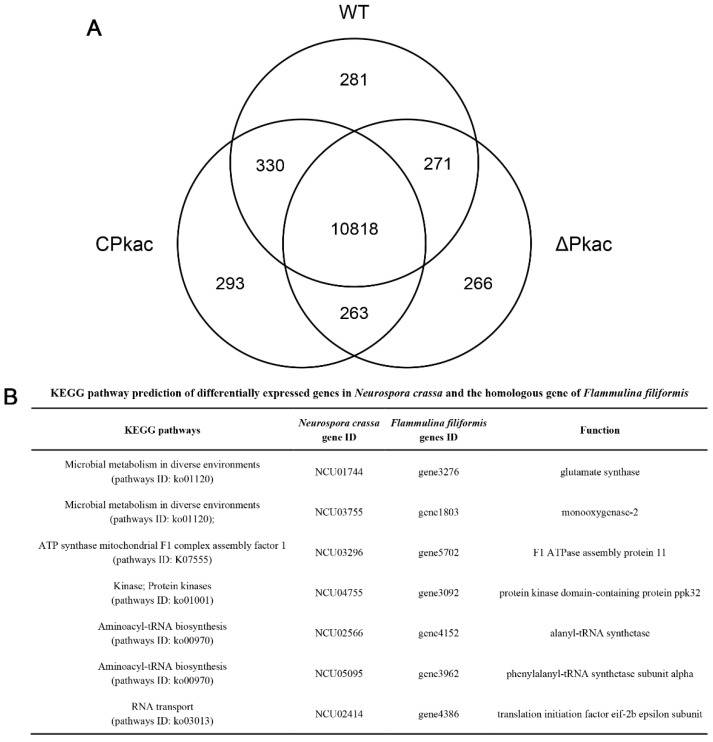 A
WT
281
330
271
10818
CPkac
ΔPkac
293
266
263
B
KEGG pathway prediction of differentially expressed genes in Neurospora crassa and the homologous gene of Flammulina filiformis
KEGG pathways
Neurospora crassa
gene ID
Flammulina filiformis
genes ID
Function
Microbial metabolism in diverse environments
(pathways ID: ko01120)
NCU01744
gene3276
glutamate synthase
Microbial metabolism in diverse environments
(pathways ID: ko01120);
NCU03755
gene1803
monooxygenase-2
ATP synthase mitochondrial F1 complex assembly factor 1
(pathways ID: K07555)
NCU03296
gene5702
F1 ATPase assembly protein 11
Kinase; Protein kinases
(pathways ID: ko01001)
NCU04755
gene3092
protein kinase domain-containing protein ppk32
Aminoacyl-tRNA biosynthesis
(pathways ID: ko00970)
NCU02566
gene4152
alanyl-tRNA synthetase
Aminoacyl-tRNA biosynthesis
(pathways ID: ko00970)
NCU05095
gene3962
phenylalanyl-tRNA synthetase subunit alpha
RNA transport
(pathways ID: ko03013)
NCU02414
gene4386
translation initiation factor eif-2b epsilon subunit